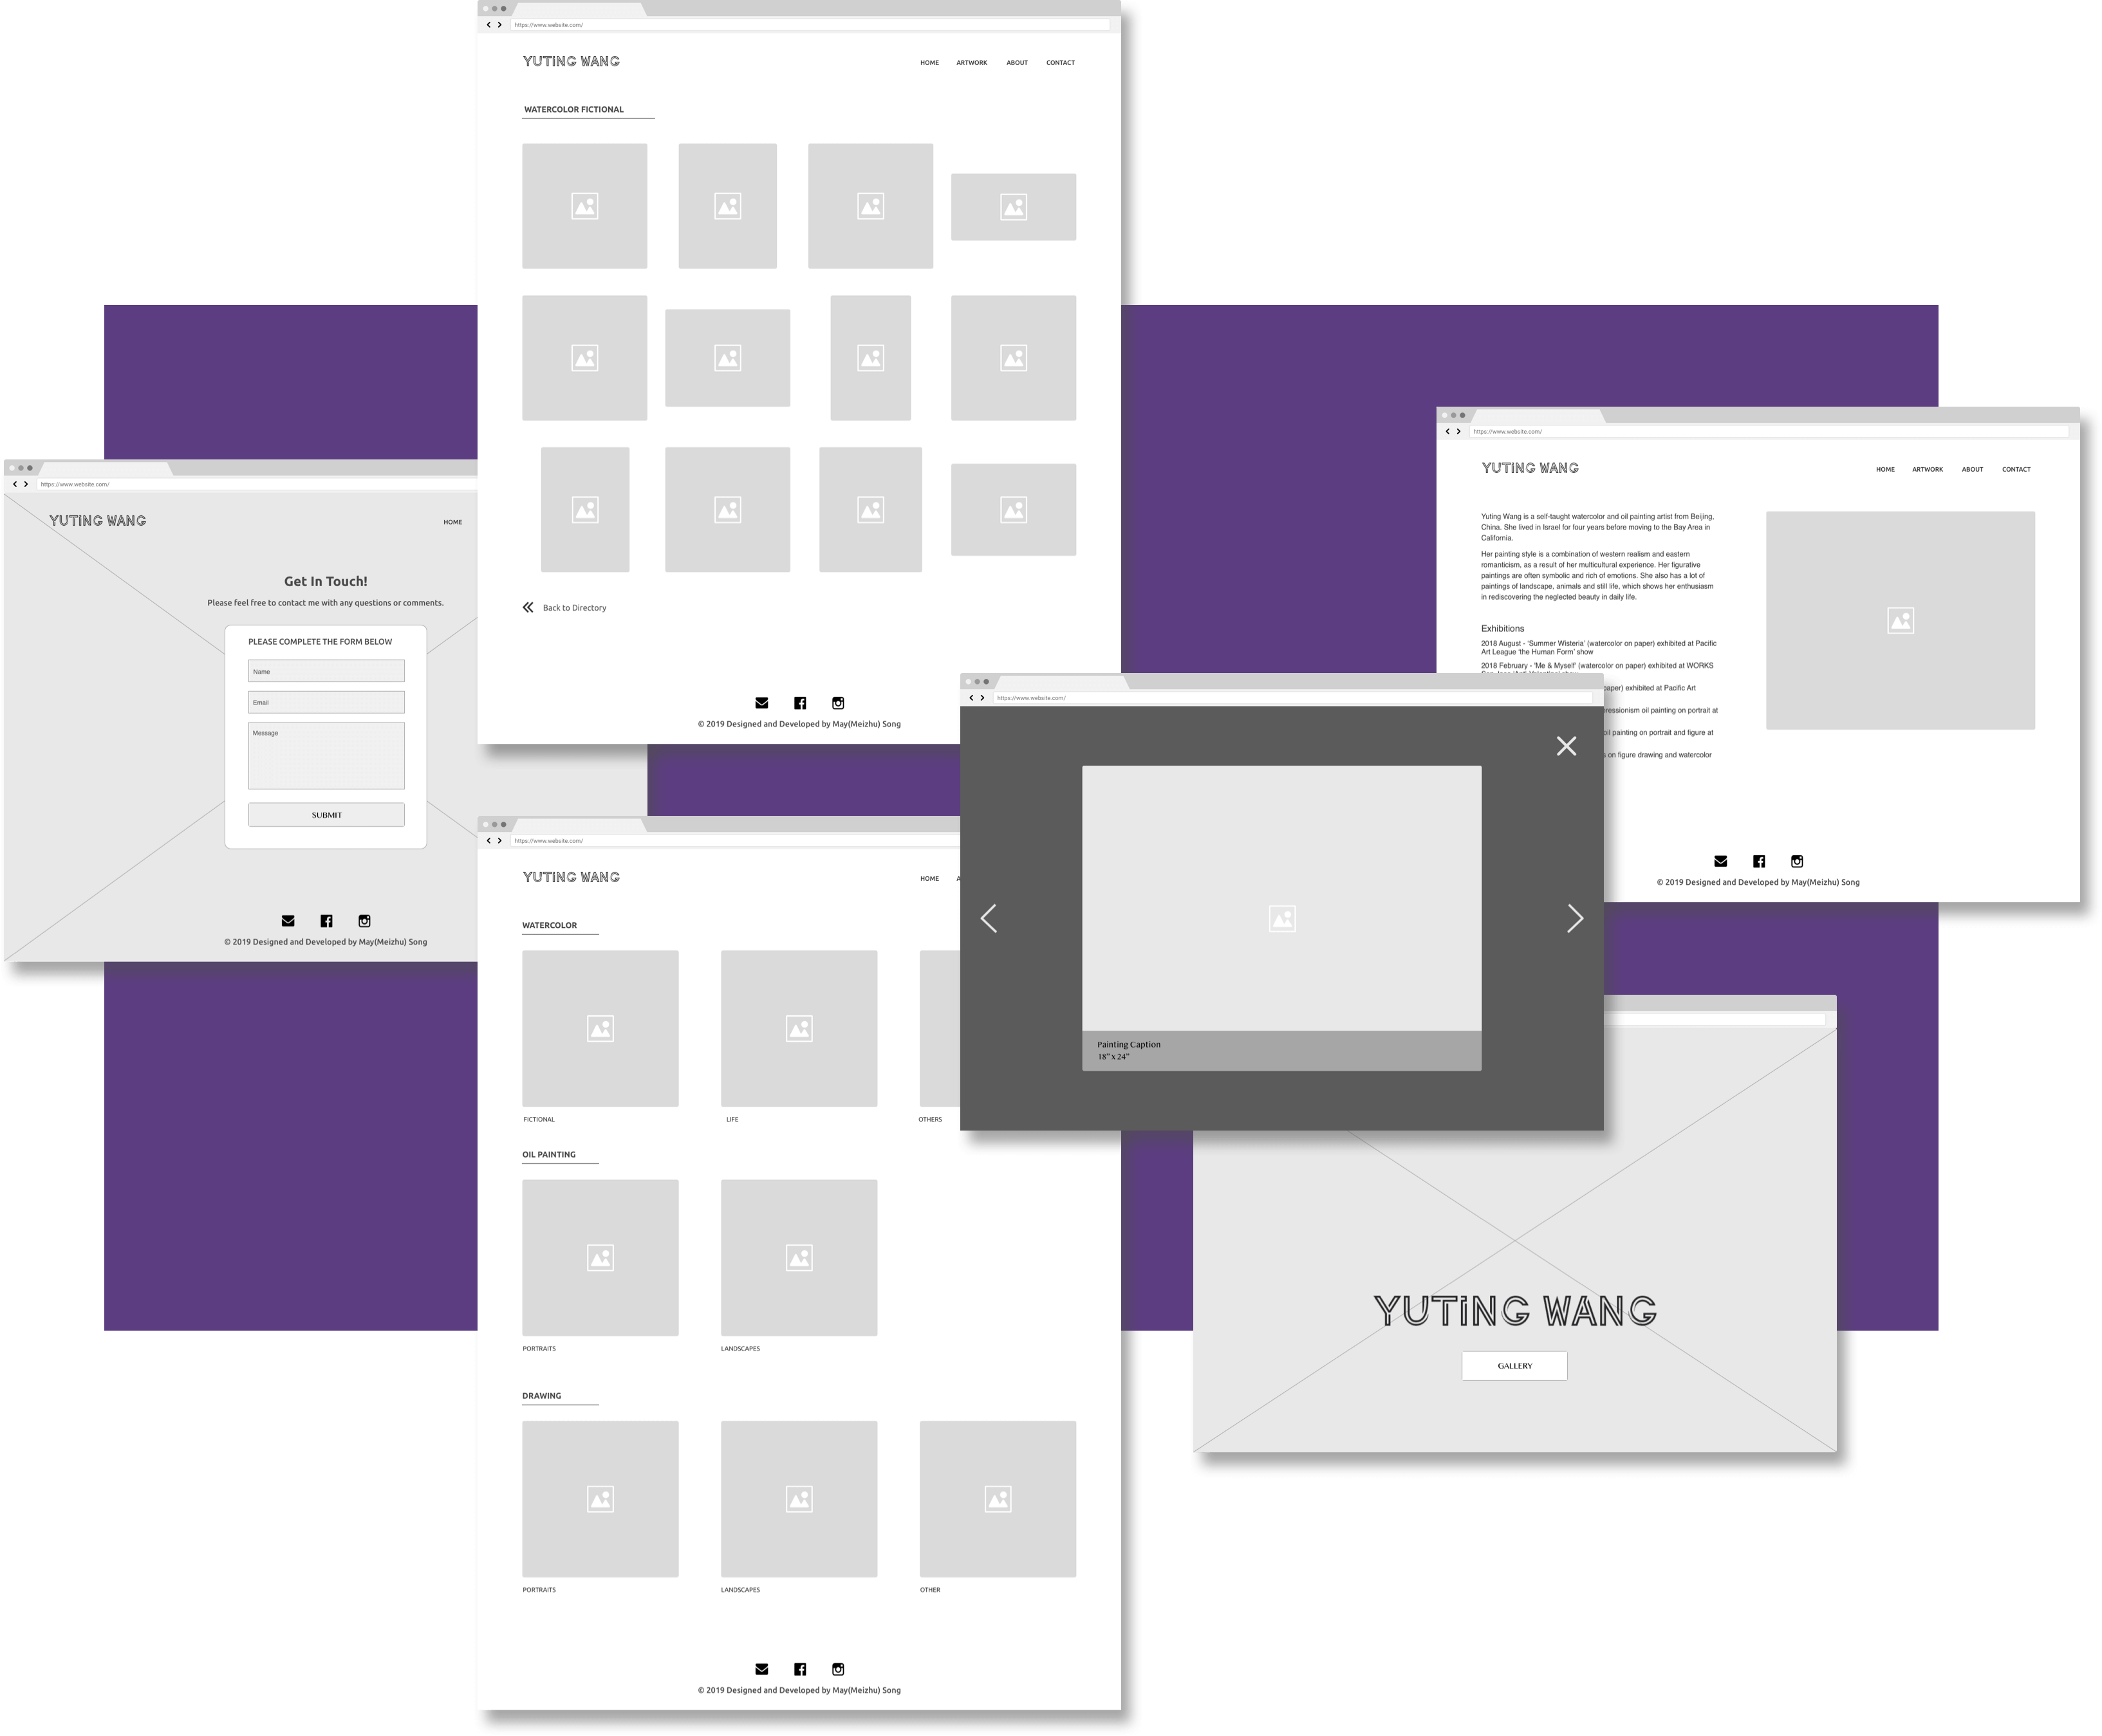 https://www.website.com/
YUTING WANG
HOME ARTWORK ABOUT CONTACT
WATERCOLOR FICTIONAL
Back to Directory
© 2019 Designed and Developed by May(Meizhu) Song
https://www.website.com/
YUTING WANG
HOME
Get In Touch!
Please feel free to contact me with any questions or comments.
PLEASE COMPLETE THE FORM BELOW
Name
Email
Message
SUBMIT
© 2019 Designed and Developed by May(Meizhu) Song
https://www.website.com/
YUTING WANG
HOME ARTWORK ABOUT CONTACT
Yuting Wang is a self-taught watercolor and oil painting artist from Beijing,
China. She lived in Israel for four years before moving to the Bay Area in
California.
Her painting style is a combination of western realism and eastern
romanticism, as a result of her multicultural experience. Her figurative
paintings are often symbolic and rich of emotions. She also has a lot of
paintings of landscape, animals and still life, which shows her enthusiasm
in rediscovering the neglected beauty in daily life.
Exhibitions
2018 August - 'Summer Wisteria' (watercolor on paper) exhibited at Pacific
Art League 'the Human Form' show
2018 February - 'Me & Myself' (watercolor on paper) exhibited at WORKS
exhibited at Pacific Art
oil painting on portrait at
oil painting on portrait and figure at
on figure drawing and watercolor
© 2019 Designed and Developed by May(Meizhu) Song
https://www.website.com/
Painting Caption
18" x 24"
https://www.website.com/
YUTING WANG
HOME
WATERCOLOR
FICTIONAL LIFE OTHERS
OIL PAINTING
PORTRAITS LANDSCAPES
DRAWING
PORTRAITS LANDSCAPES OTHER
© 2019 Designed and Developed by May(Meizhu) Song
YUTING WANG
GALLERY